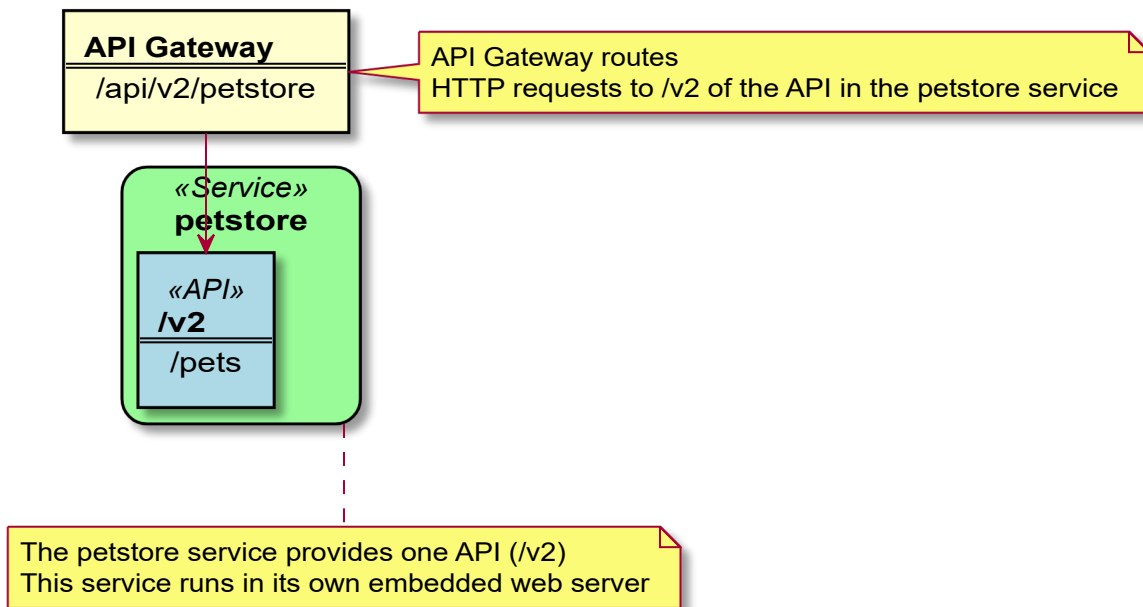 API Gateway
/api/v2/petstore
API Gateway routes
HTTP requests to /v2 of the API in the petstore service
«Service»
petstore
«API»
/v2
/pets
The petstore service provides one API (/v2)
This service runs in its own embedded web server